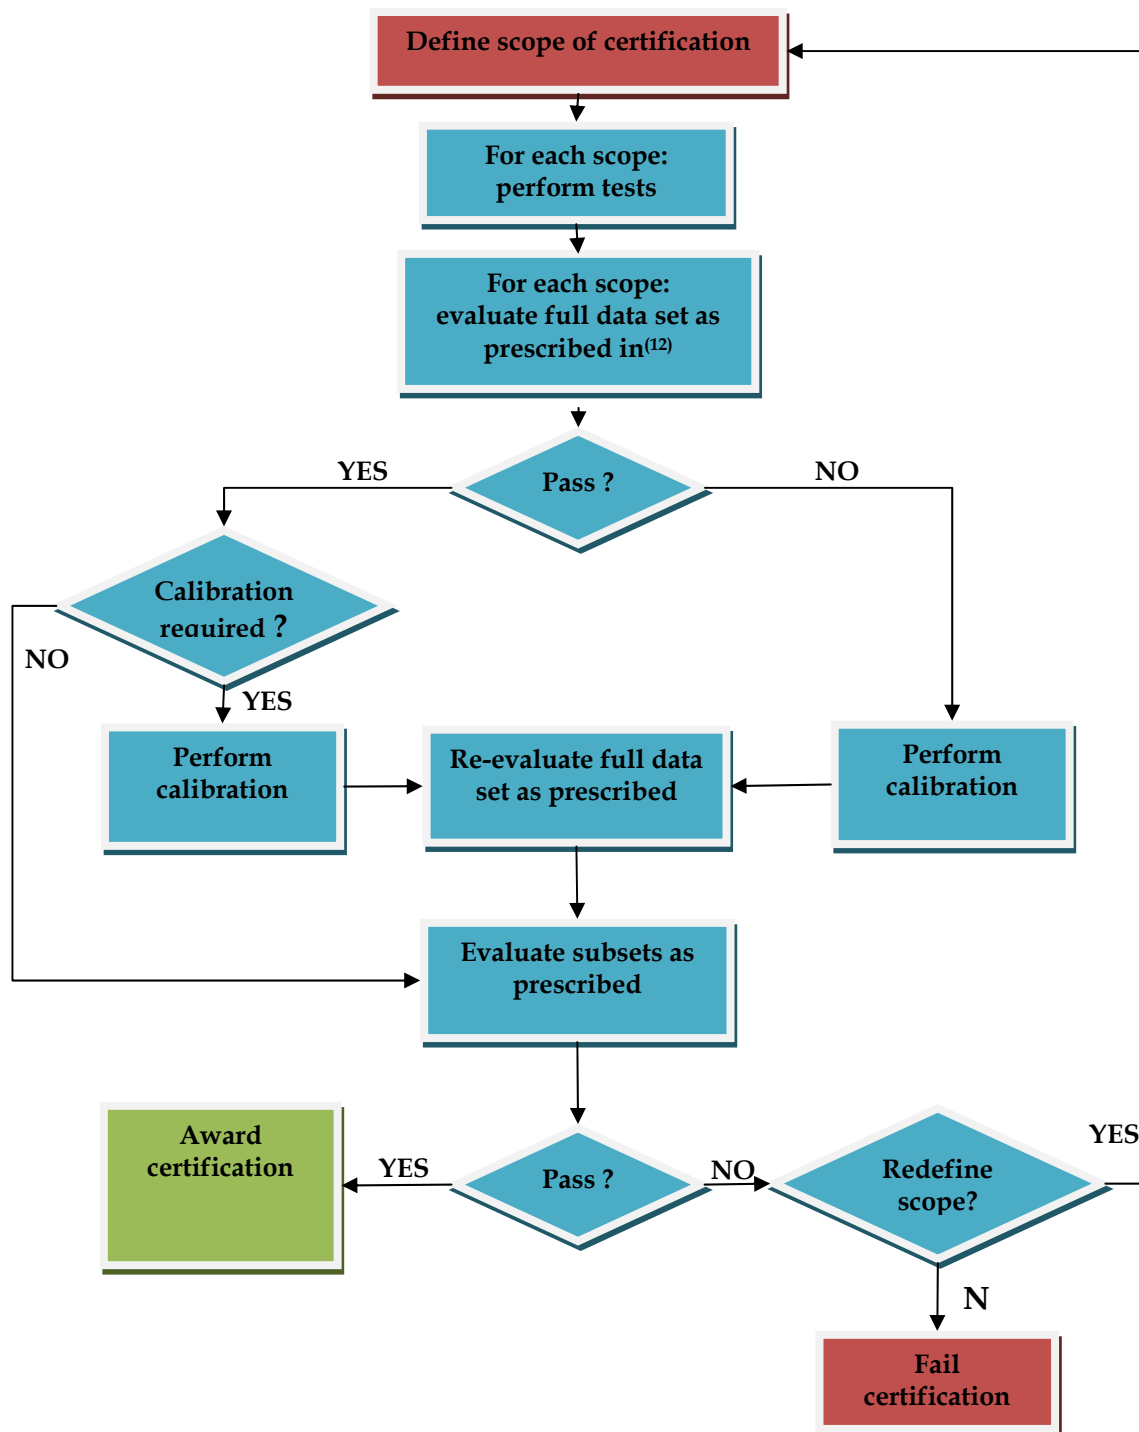 Define scope of certification
For each scope:
perform tests
For each scope:
evaluate full data set as
prescribed in(12)
Pass ?
YES
NO
Calibration
required ?
NO
YES
Perform
calibration
Re-evaluate full data
set as prescribed
Perform
calibration
Evaluate subsets as
prescribed
Award
certification
YES
Pass ?
NO
Redefine
scope?
YES
N
Fail
certification